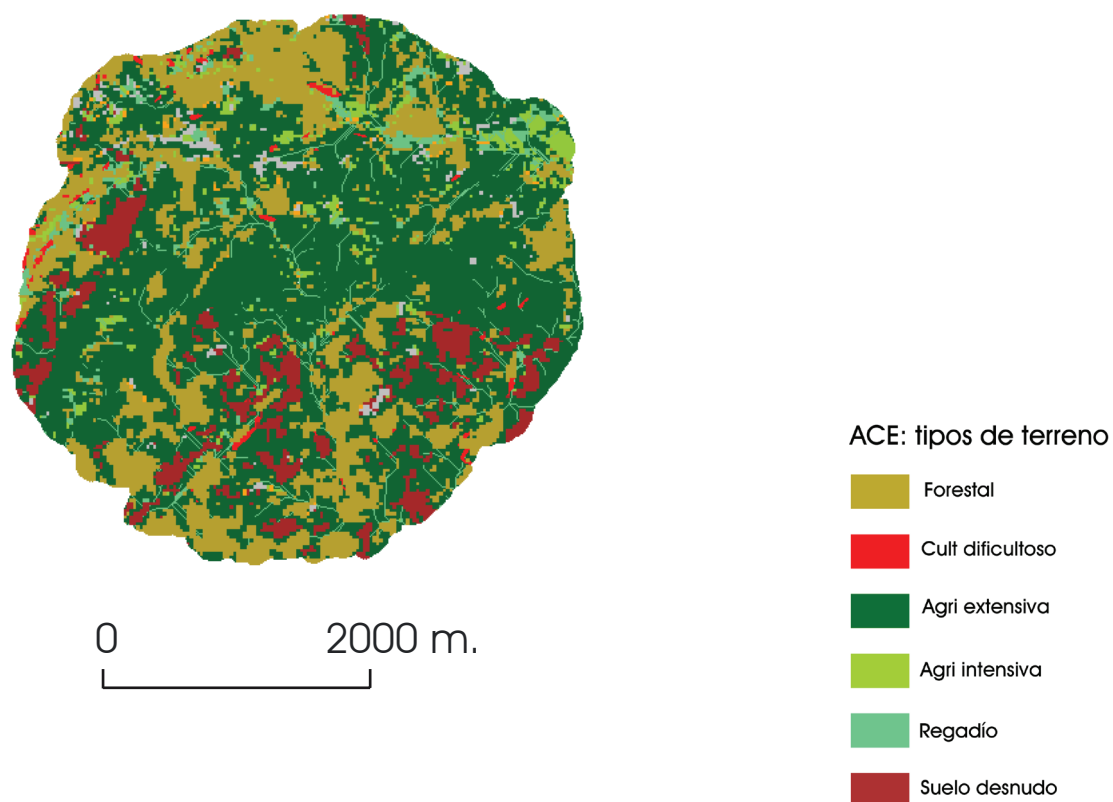 0 2000 m.
ACE: tipos de terreno
Forestal
Cult dificultoso
Agri extensiva
Agri intensiva
Regadío
Suelo desnudo